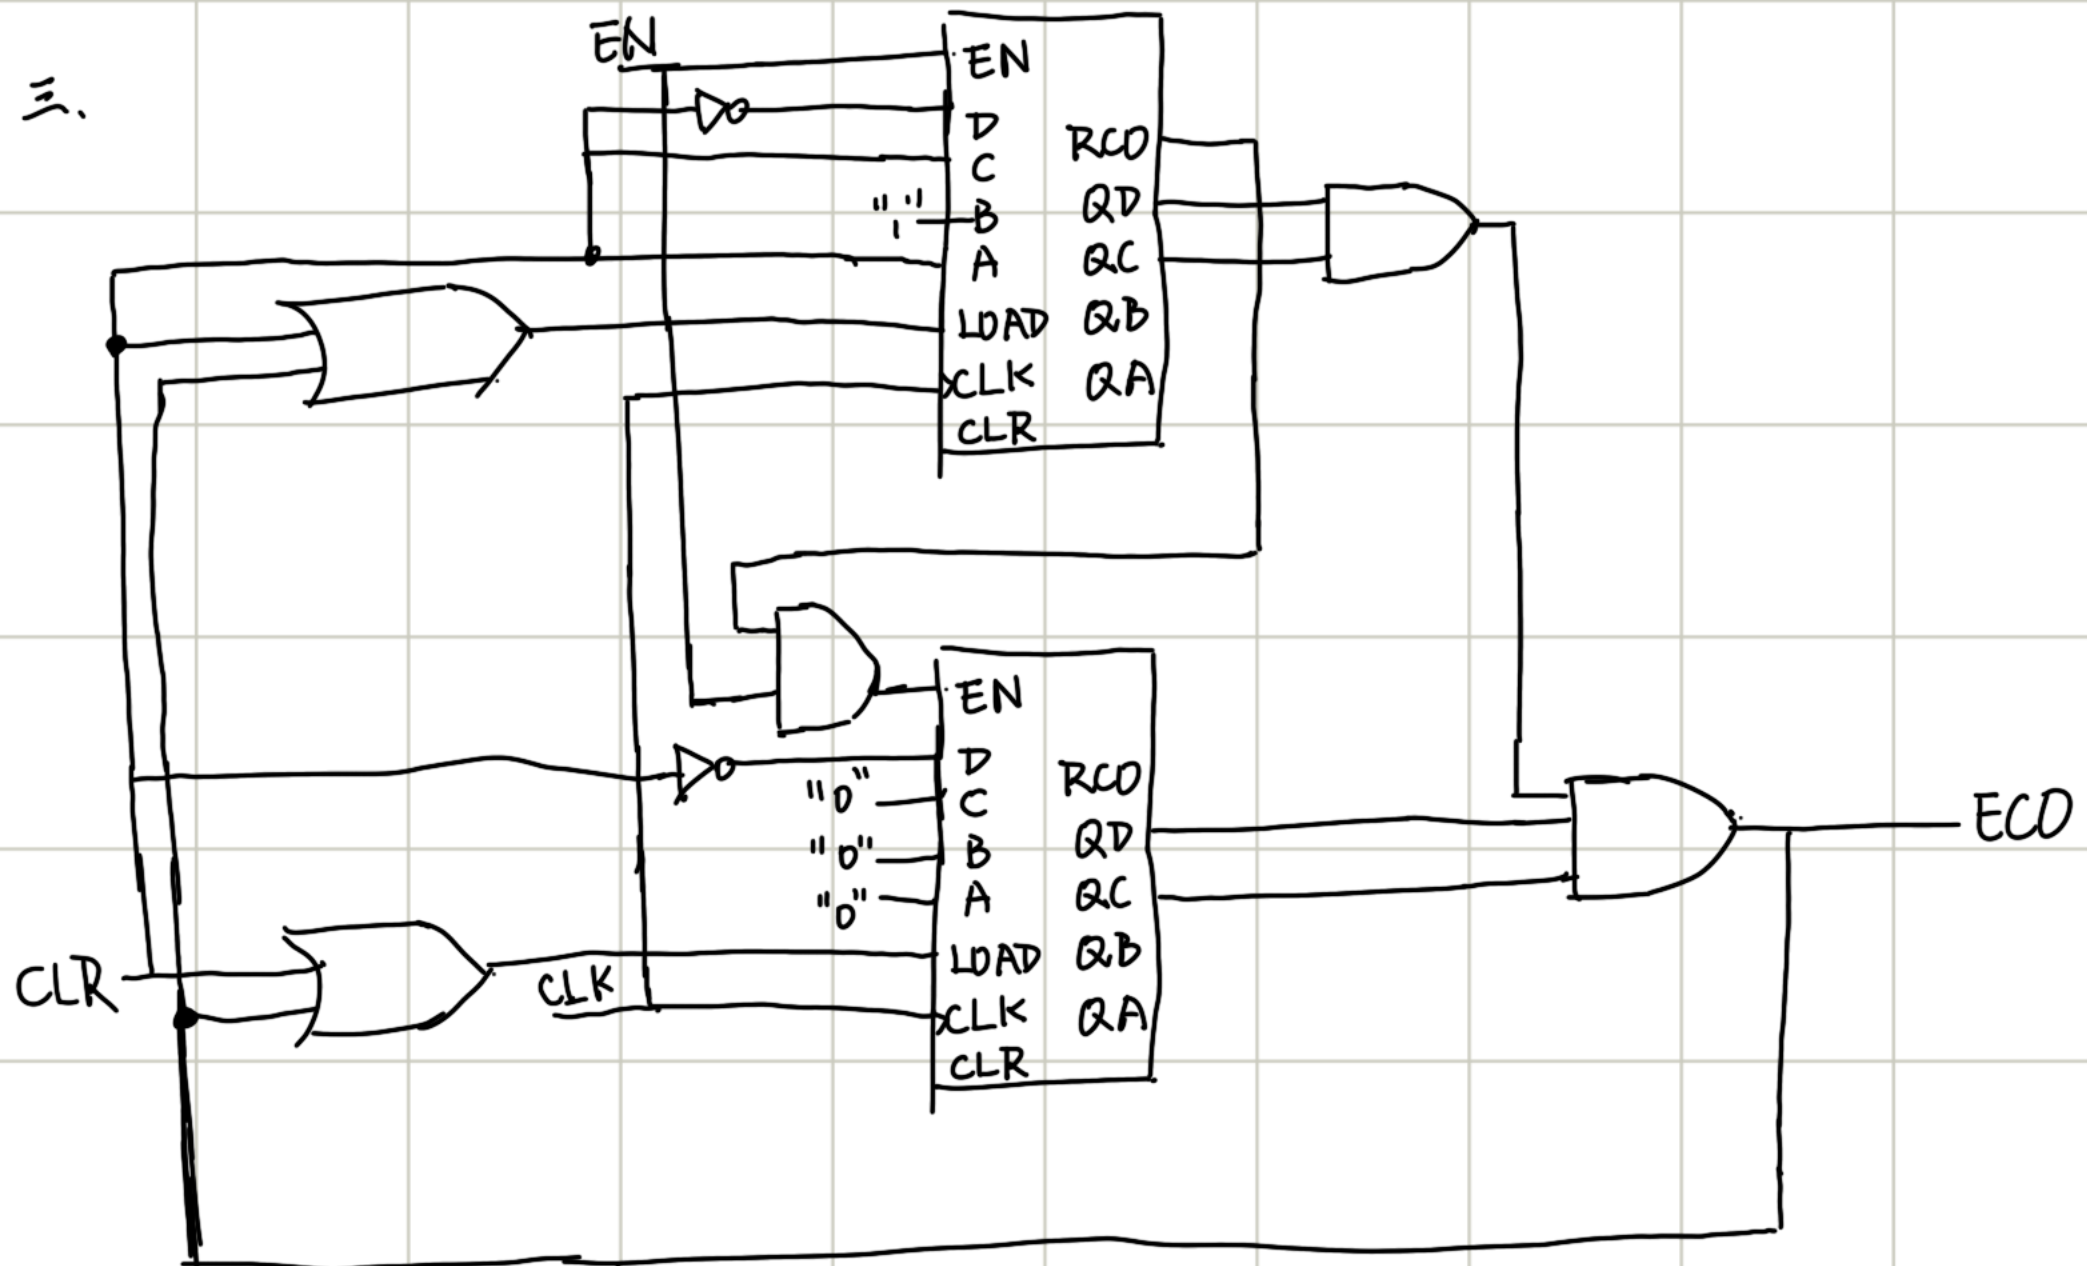 三.
EN
EN
D
C
"1" B
A
LOAD
CLK
CLR
RCO
QD
QC
QB
QA
EN
D
"0" C
"0" B
"0" A
LOAD
CLK
CLR
RCO
QD
QC
QB
QA
CLR
CLK
ECO